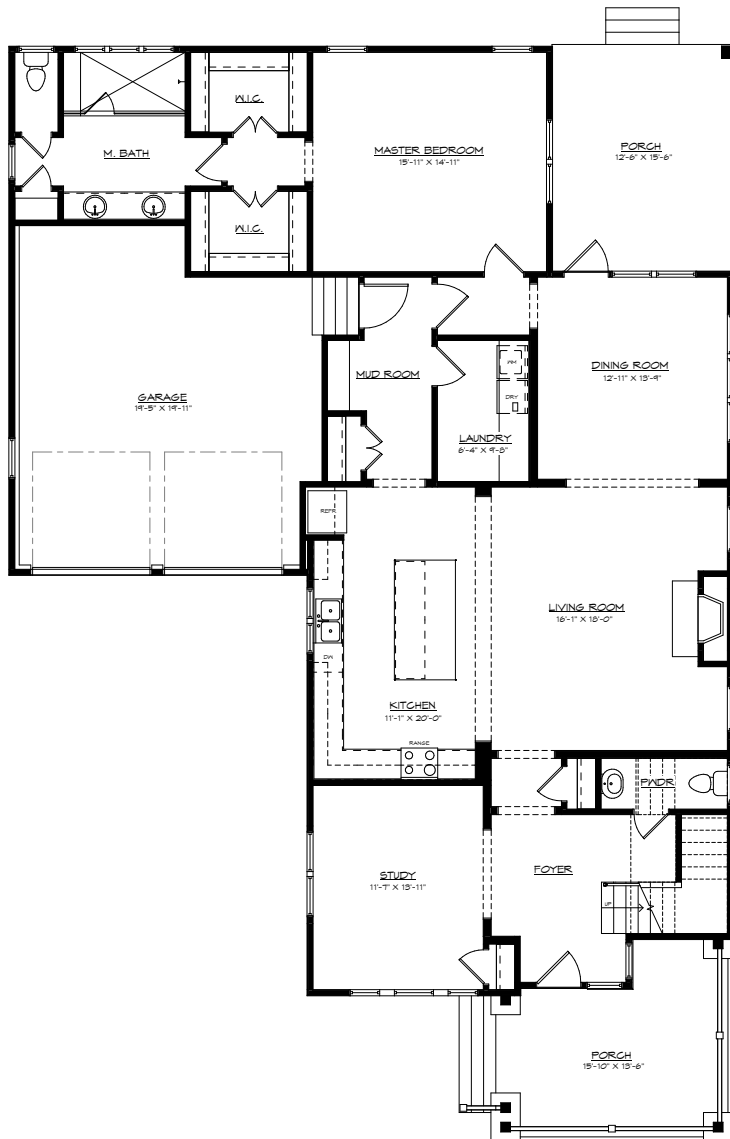 W.I.C.
M. BATH
MASTER BEDROOM
15'-11" X 14'-11"
PORCH
12'-6" X 15'-6"
W.I.C.
GARAGE
19'-5" X 19'-11"
MUD ROOM
WM
DRY
DINING ROOM
12'-11" X 13'-9"
LAUNDRY
6'-4" X 9'-8"
REFR.
LIVING ROOM
16'-1" X 18'-0"
DW
KITCHEN
11'-1" X 20'-0"
RANGE
PWDR
STUDY
11'-7" X 13'-11"
FOYER
UP
PORCH
15'-10" X 13'-6"